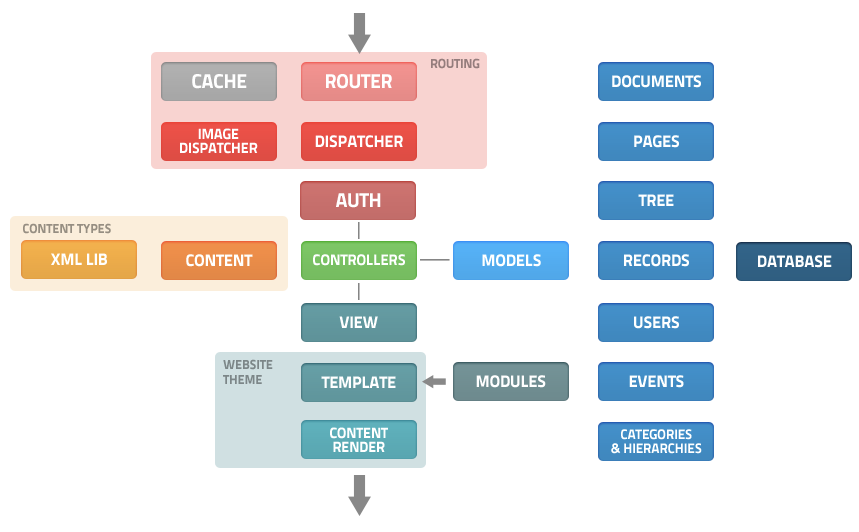 CACHE
ROUTER
ROUTING
DOCUMENTS
IMAGE
DISPATCHER
DISPATCHER
PAGES
AUTH
TREE
CONTENT TYPES
XML LIB
CONTENT
CONTROLLERS
MODELS
RECORDS
DATABASE
VIEW
USERS
WEBSITE
THEME
TEMPLATE
MODULES
EVENTS
CONTENT
RENDER
CATEGORIES
& HIERARCHIES